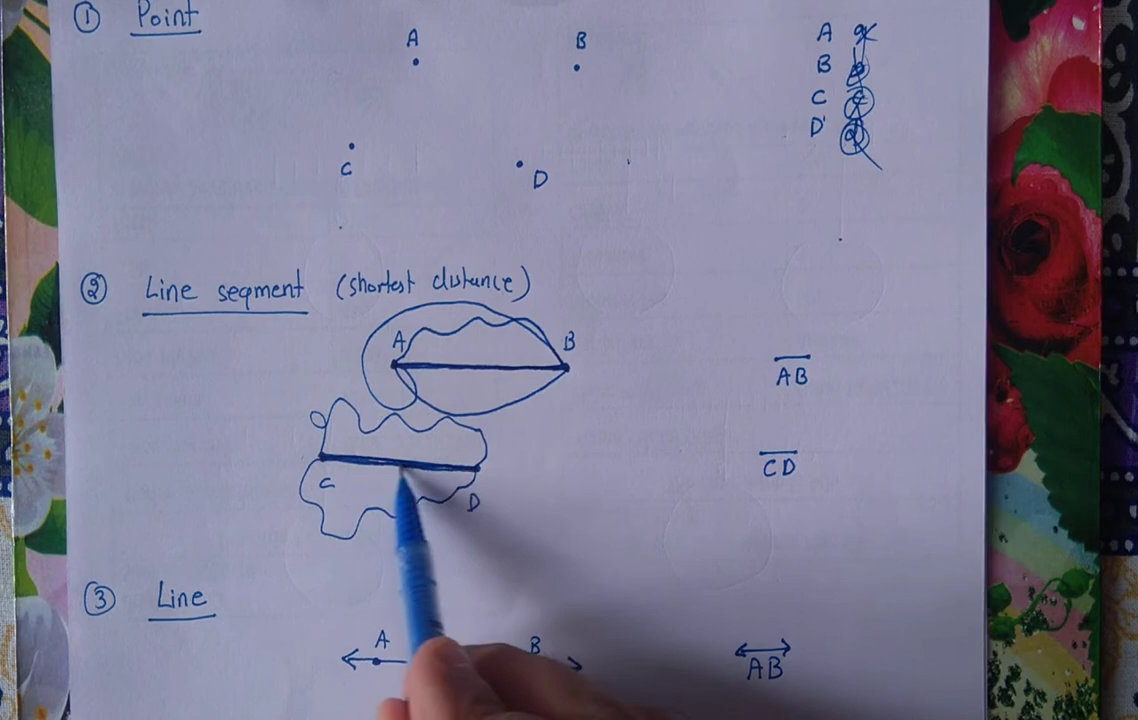 ① Point
A B
A
B
C
D
C D
② Line segment (shortest distance)
A B
AB
C D
CD
③ Line
A B
AB